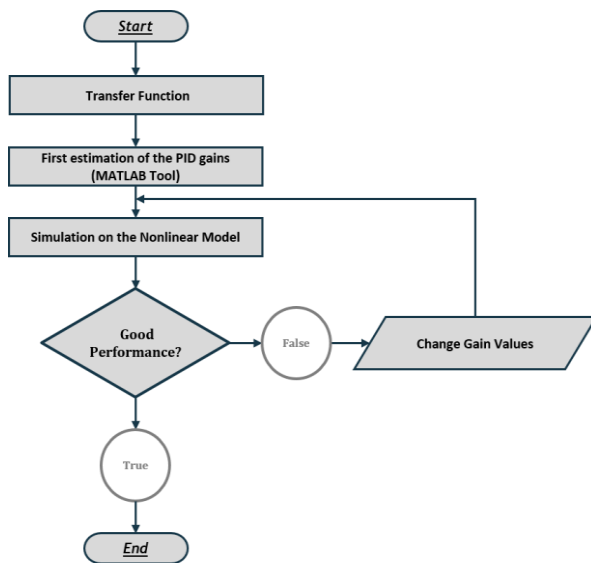 Start
Transfer Function
First estimation of the PID gains
(MATLAB Tool)
Simulation on the Nonlinear Model
Good
Performance?
False
Change Gain Values
True
End